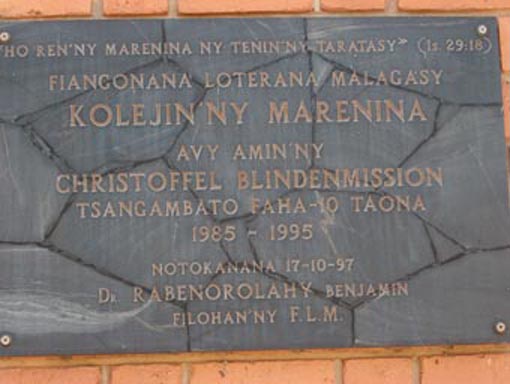 "HO REN'NY MARENINA NY TENIN'NY TARATASY" (Is. 29:18)
FIANGONANA LOTERANA MALAGASY
KOLEJIN'NY MARENINA
AVY AMIN'NY
CHRISTOFFEL BLINDENMISSION
TSANGAMBATO FAHA-10 TAONA
1985 - 1995
NOTOKANANA 17-10-97
Dr. RABENOROLAHY BENJAMIN
FILOHAN'NY F.L.M.